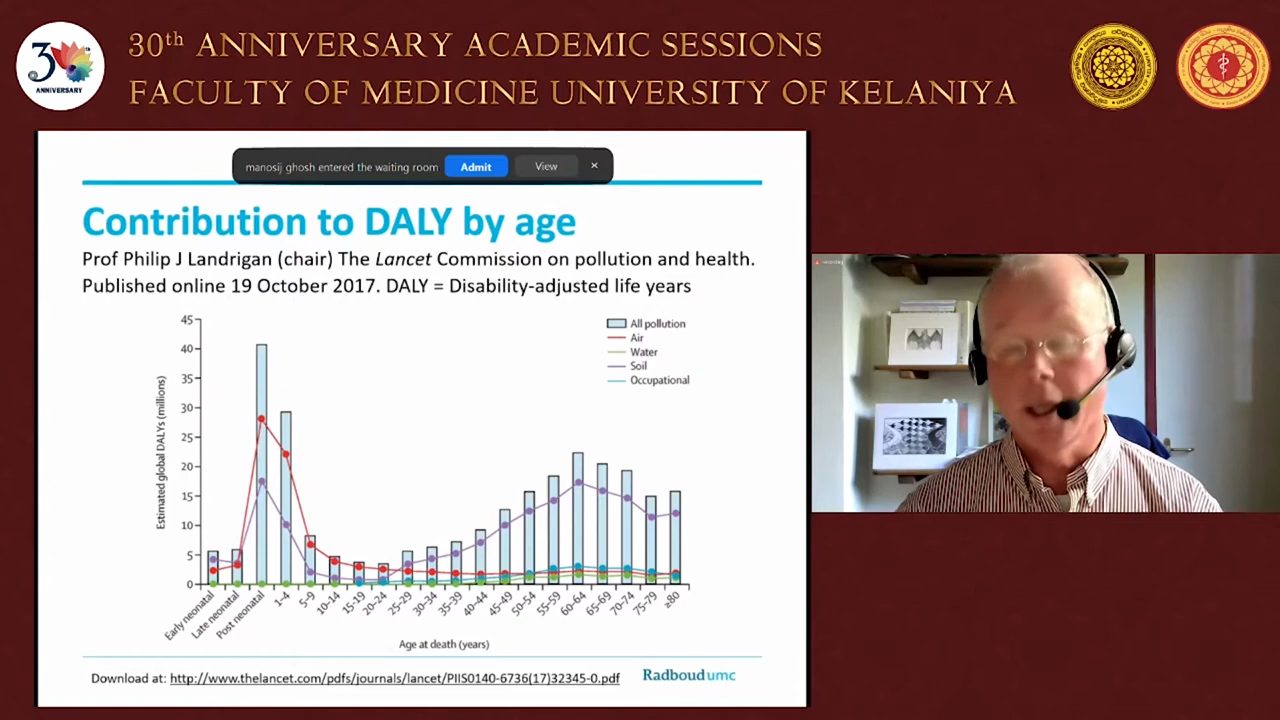 30th ANNIVERSARY ACADEMIC SESSIONS
FACULTY OF MEDICINE UNIVERSITY OF KELANIYA
30th
ANNIVERSARY
manosij ghosh entered the waiting room
Admit
View
×
Contribution to DALY by age
Prof Philip J Landrigan (chair) The Lancet Commission on pollution and health.
Published online 19 October 2017. DALY = Disability-adjusted life years
Estimated global DALYs (millions)
45
40
35
30
25
20
15
10
5
0
All pollution
Air
Water
Soil
Occupational
Early neonatal
Late neonatal
Post neonatal
1-4
5-9
10-14
15-19
20-24
25-29
30-34
35-39
40-44
45-49
50-54
55-59
60-64
65-69
70-74
75-79
≥80
Age at death (years)
Download at: http://www.thelancet.com/pdfs/journals/lancet/PIIS0140-6736(17)32345-0.pdf
Radboudumc